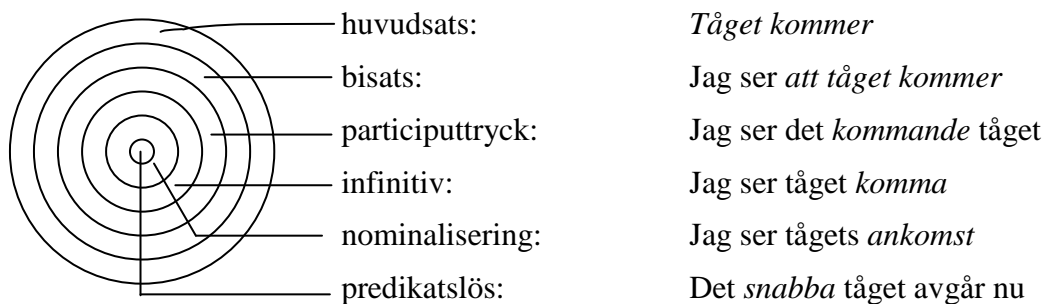 huvudsats: Tåget kommer
bisats: Jag ser att tåget kommer
participuttryck: Jag ser det kommande tåget
infinitiv: Jag ser tåget komma
nominalisering: Jag ser tågets ankomst
predikatslös: Det snabba tåget avgår nu